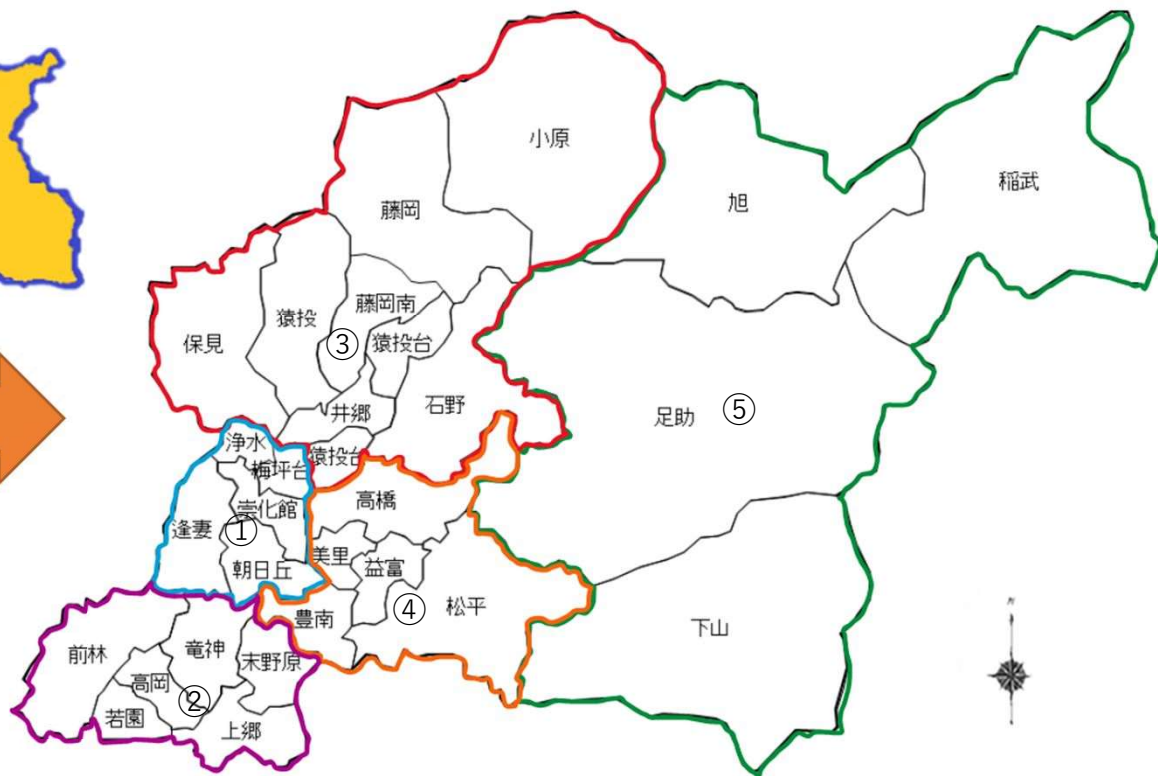 小原
稲武
旭
藤岡
藤岡南
猿投
③
猿投台
保見
石野
井郷
足助
⑤
浄水
梅坪台
猿投台
高橋
崇化館
逢妻
①
美里
益富
朝日丘
④
松平
豊南
下山
前林
竜神
末野原
高岡
②
若園
上郷
N